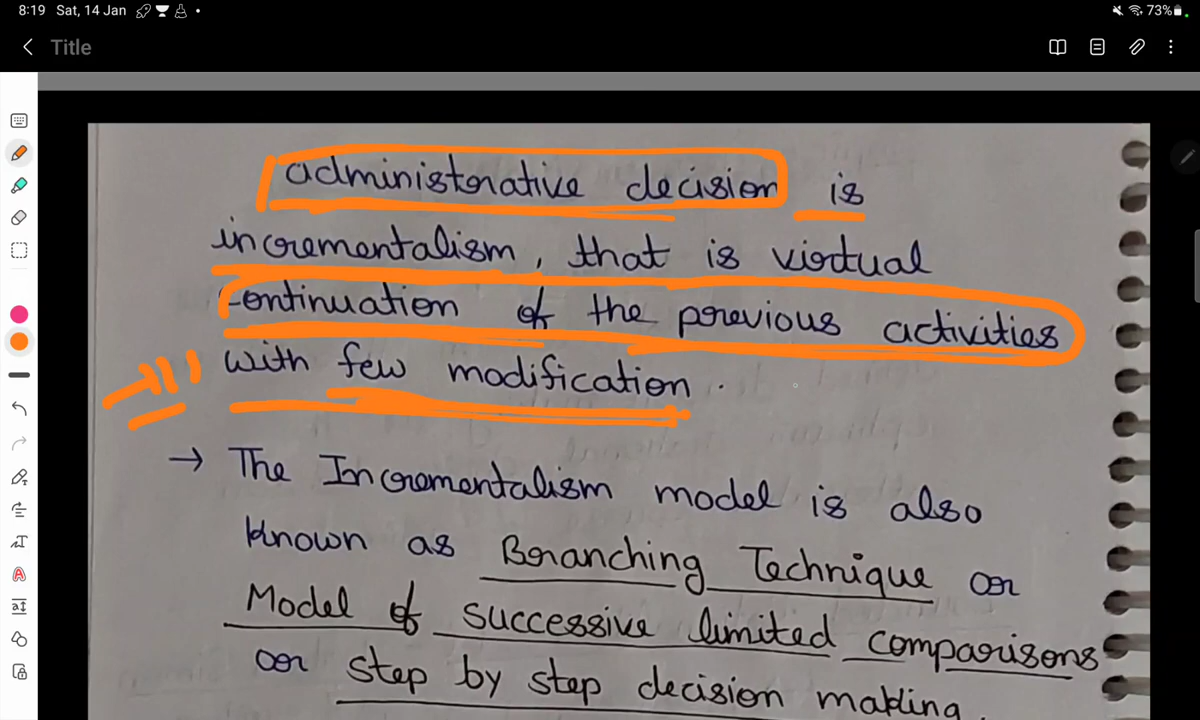 8:19 Sat, 14 Jan
73%
Title
administrative decision is
incrementalism, that is virtual
continuation of the previous activities
with few modification.
→ The Incrementalism model is also
known as Branching Technique or
Model of successive limited comparisons
or step by step decision making.